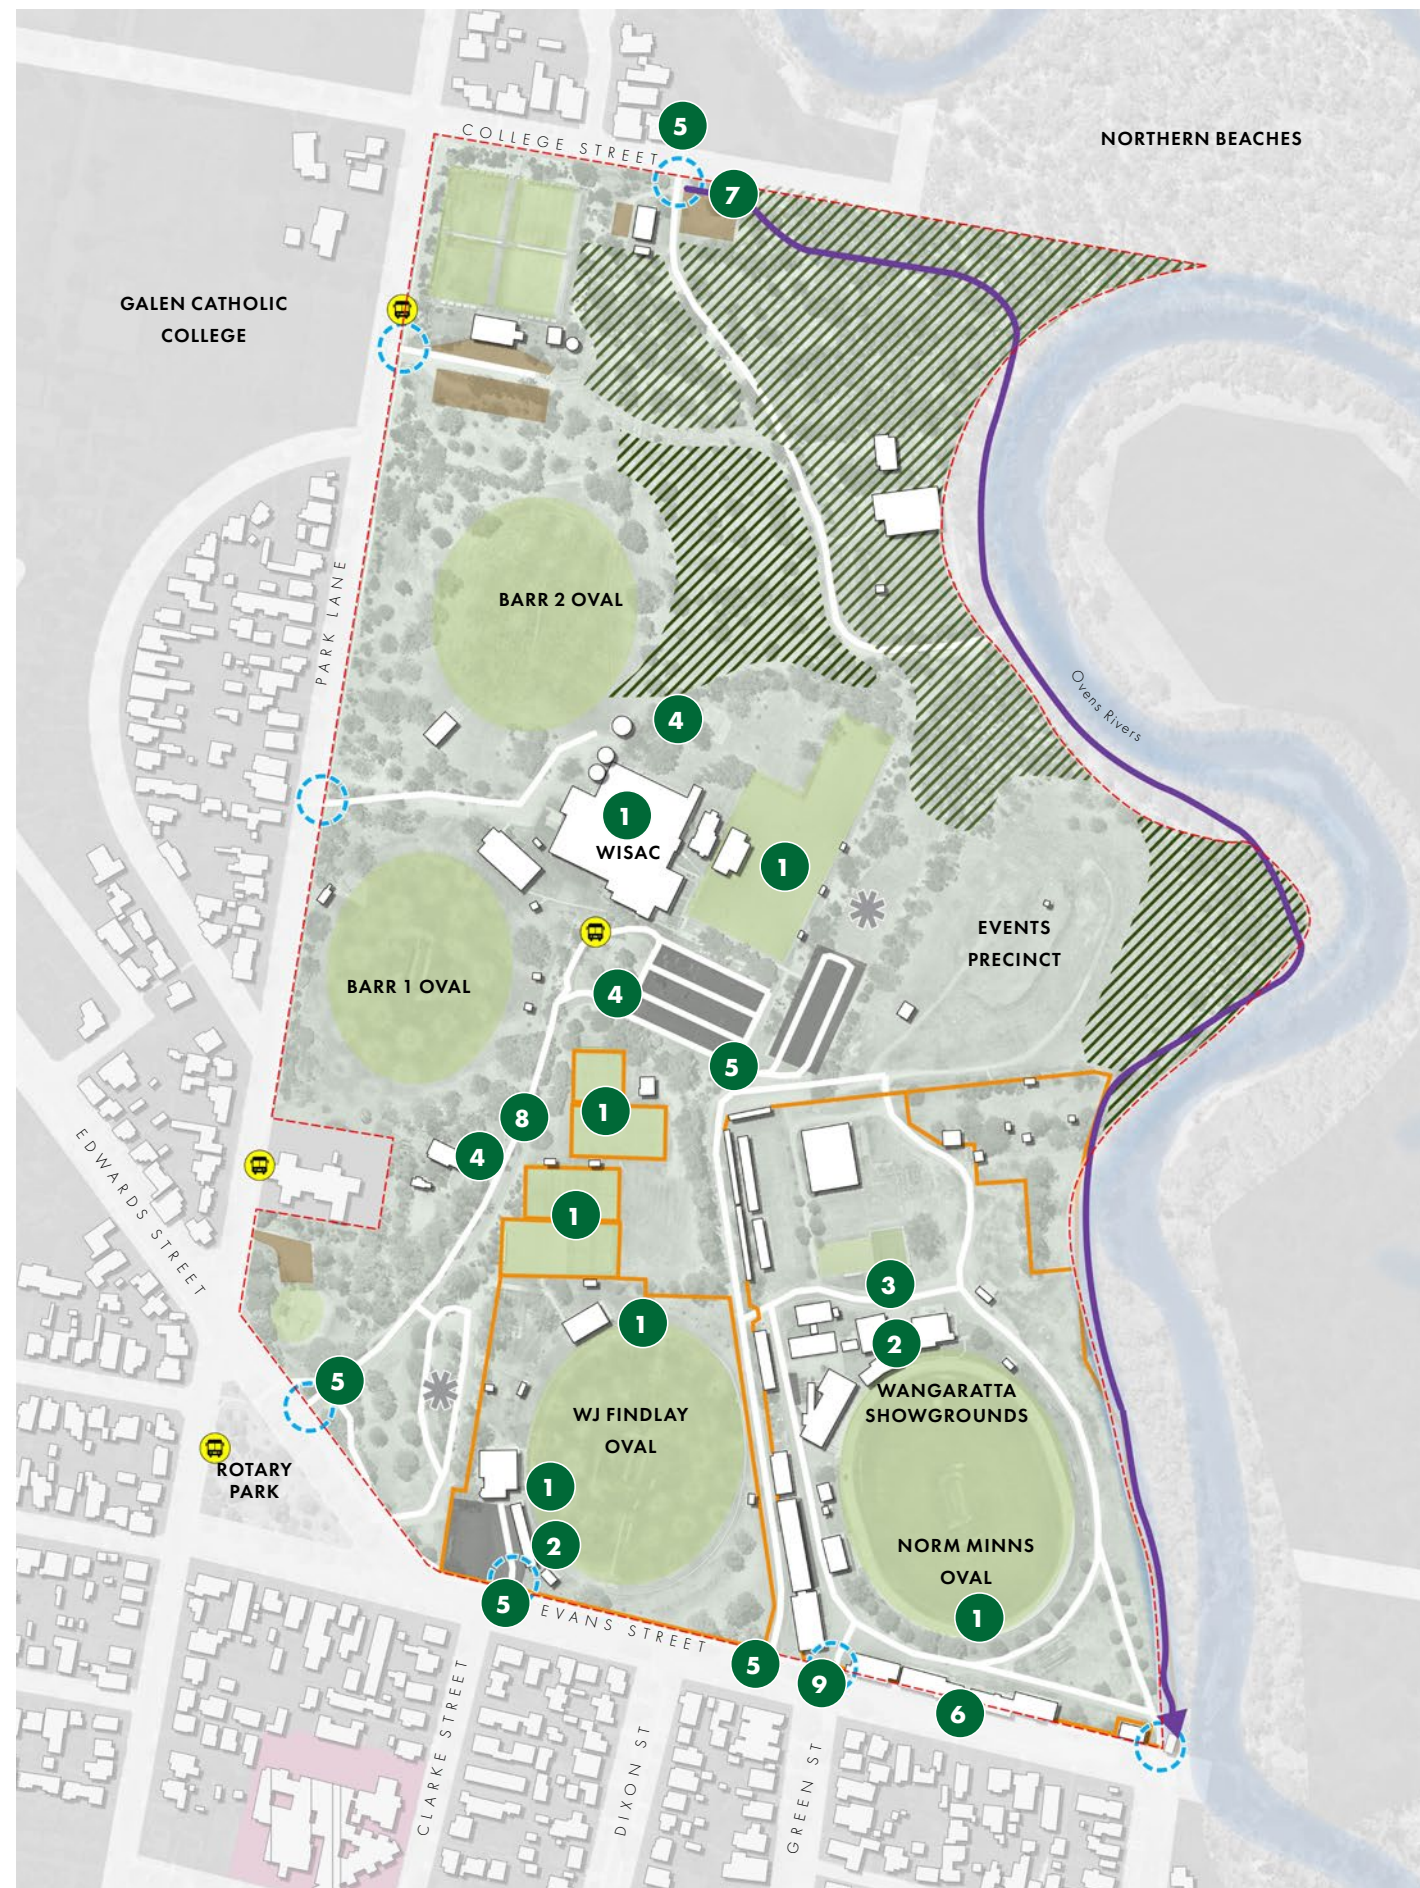 5
COLLEGE STREET
NORTHERN BEACHES
7
GALEN CATHOLIC
COLLEGE
BARR 2 OVAL
PARK LANE
Ovens Rivers
4
1
WISAC
1
EVENTS
PRECINCT
BARR 1 OVAL
4
5
1
8
4
EDWARDS STREET
1
3
1
2
5
WANGARATTA
SHOWGROUNDS
WJ FINDLAY
OVAL
ROTARY
PARK
1
2
NORM MINNS
OVAL
1
5
EVANS STREET
5
9
6
CLARKE STREET
DIXON ST
GREEN ST